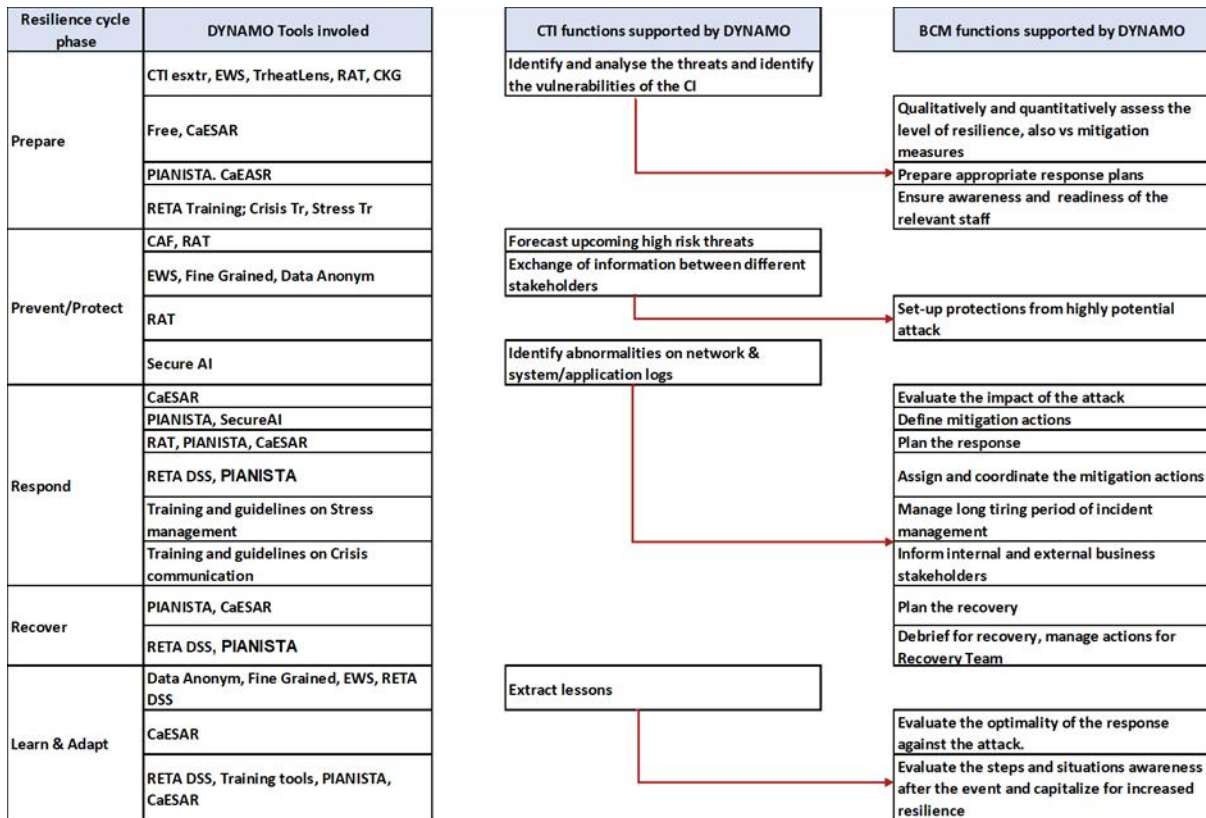 Resilience cycle
phase
DYNAMO Tools involed
CTI functions supported by DYNAMO
BCM functions supported by DYNAMO
Prepare
CTI esxtr, EWS, TrheatLens, RAT, CKG
Identify and analyse the threats and identify
the vulnerabilities of the CI
Free, CaESAR
Qualitatively and quantitatively assess the
level of resilience, also vs mitigation
measures
PIANISTA. CaEASR
Prepare appropriate response plans
RETA Training; Crisis Tr, Stress Tr
Ensure awareness and readiness of the
relevant staff
Prevent/Protect
CAF, RAT
Forecast upcoming high risk threats
EWS, Fine Grained, Data Anonym
Exchange of information between different
stakeholders
RAT
Set-up protections from highly potential
attack
Secure AI
Identify abnormalities on network &
system/application logs
Respond
CaESAR
Evaluate the impact of the attack
PIANISTA, SecureAI
Define mitigation actions
RAT, PIANISTA, CaESAR
Plan the response
RETA DSS, PIANISTA
Assign and coordinate the mitigation actions
Training and guidelines on Stress
management
Manage long tiring period of incident
management
Training and guidelines on Crisis
communication
Inform internal and external business
stakeholders
Recover
PIANISTA, CaESAR
Plan the recovery
RETA DSS, PIANISTA
Debrief for recovery, manage actions for
Recovery Team
Learn & Adapt
Data Anonym, Fine Grained, EWS, RETA
DSS
Extract lessons
CaESAR
Evaluate the optimality of the response
against the attack.
RETA DSS, Training tools, PIANISTA,
CaESAR
Evaluate the steps and situations awareness
after the event and capitalize for increased
resilience